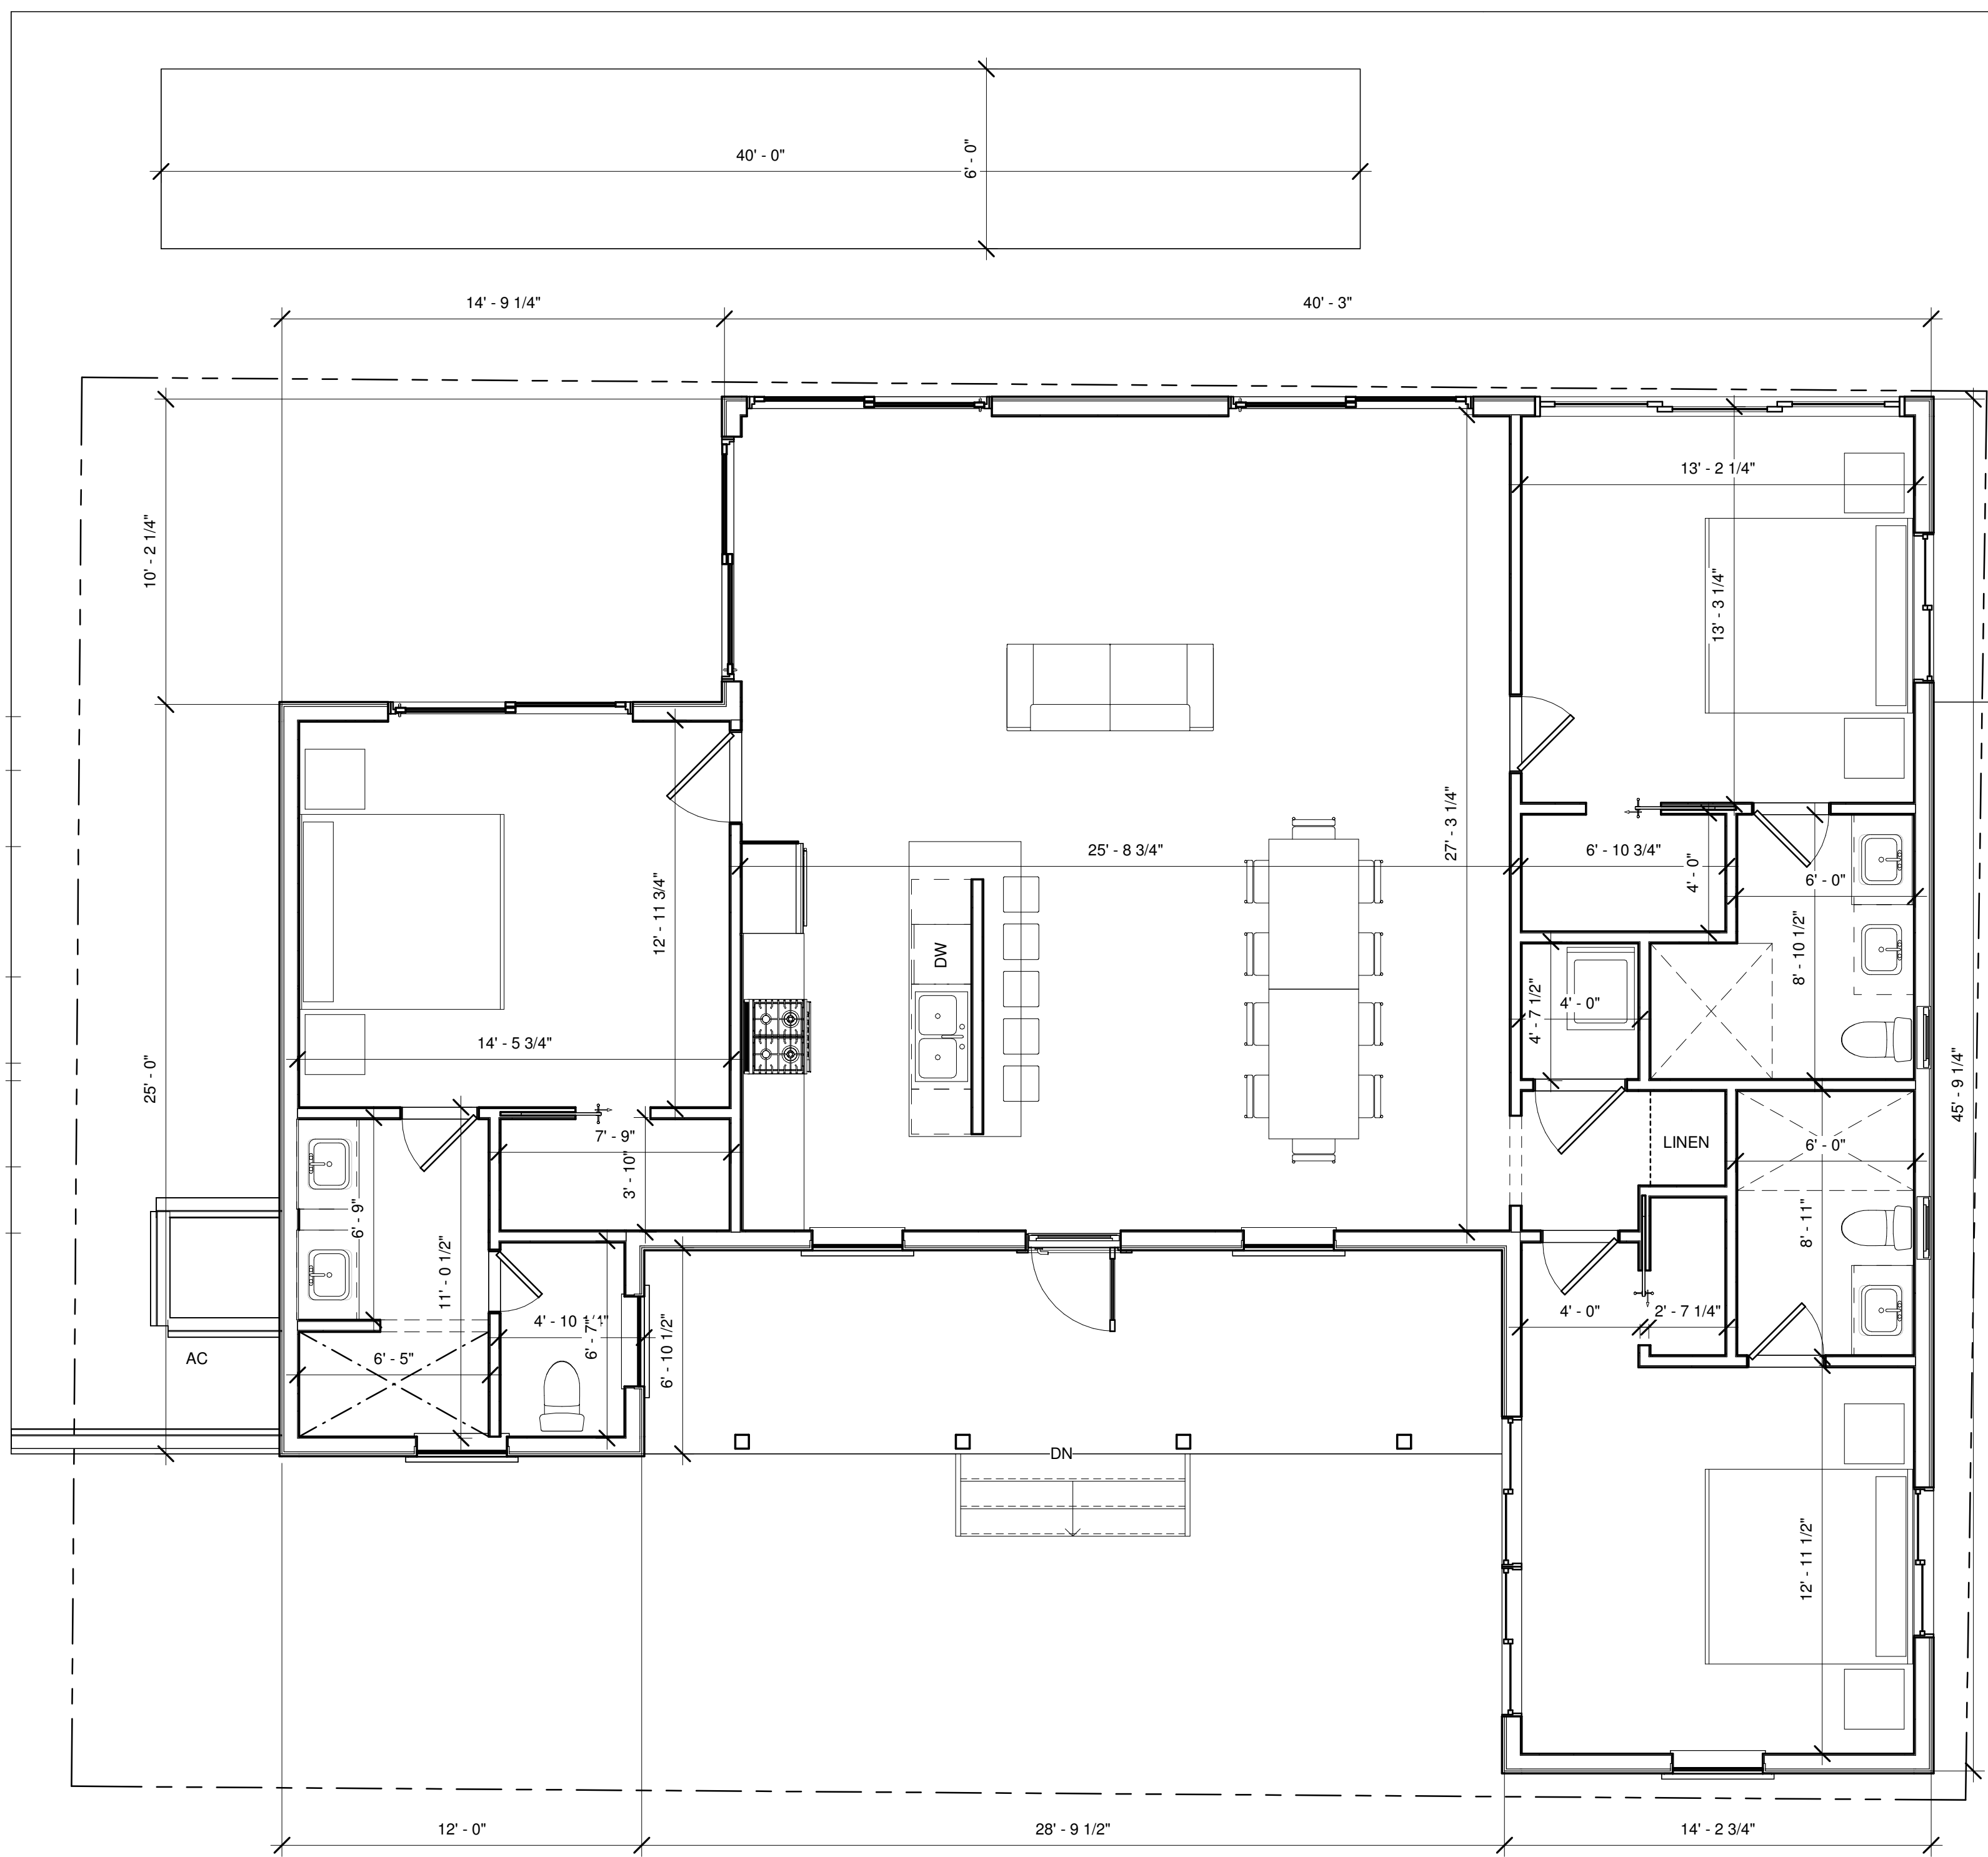 6' - 0"
40' - 0"
14' - 9 1/4"
40' - 3"
13' - 2 1/4"
10' - 2 1/4"
13' - 3 1/4"
27' - 3 1/4"
25' - 8 3/4"
6' - 10 3/4"
4' - 0"
6' - 0"
12' - 11 3/4"
DW
8' - 10 1/2"
4' - 7 1/2"
4' - 0"
14' - 5 3/4"
25' - 0"
45' - 9 1/4"
7' - 9"
3' - 10"
LINEN
6' - 0"
6' - 9"
8' - 11"
11' - 0 1/2"
4' - 10
6' - 7"
6' - 10 1/2"
4' - 0"
2' - 7 1/4"
AC
6' - 5"
DN
12' - 11 1/2"
12' - 0"
28' - 9 1/2"
14' - 2 3/4"